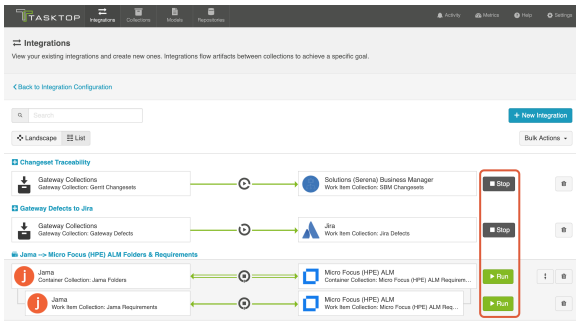 TASKTOP
Integrations
Collections
Models
Repositories
Activity
Metrics
Help
Settings
Integrations
View your existing integrations and create new ones. Integrations flow artifacts between collections to achieve a specific goal.
Back to Integration Configuration
Search
+ New Integration
Landscape
List
Bulk Actions
Changeset Traceability
Gateway Collections
Gateway Collection: Gerrit Changesets
Solutions (Serena) Business Manager
Work Item Collection: SBM Changesets
Stop
Gateway Defects to Jira
Gateway Collections
Gateway Collection: Gateway Defects
Jira
Work Item Collection: Jira Defects
Stop
Jama --> Micro Focus (HPE) ALM Folders & Requirements
Jama
Container Collection: Jama Folders
Micro Focus (HPE) ALM
Container Collection: Micro Focus (HPE) ALM Requirem...
Run
Jama
Work Item Collection: Jama Requirements
Micro Focus (HPE) ALM
Work Item Collection: Micro Focus (HPE) ALM Req...
Run